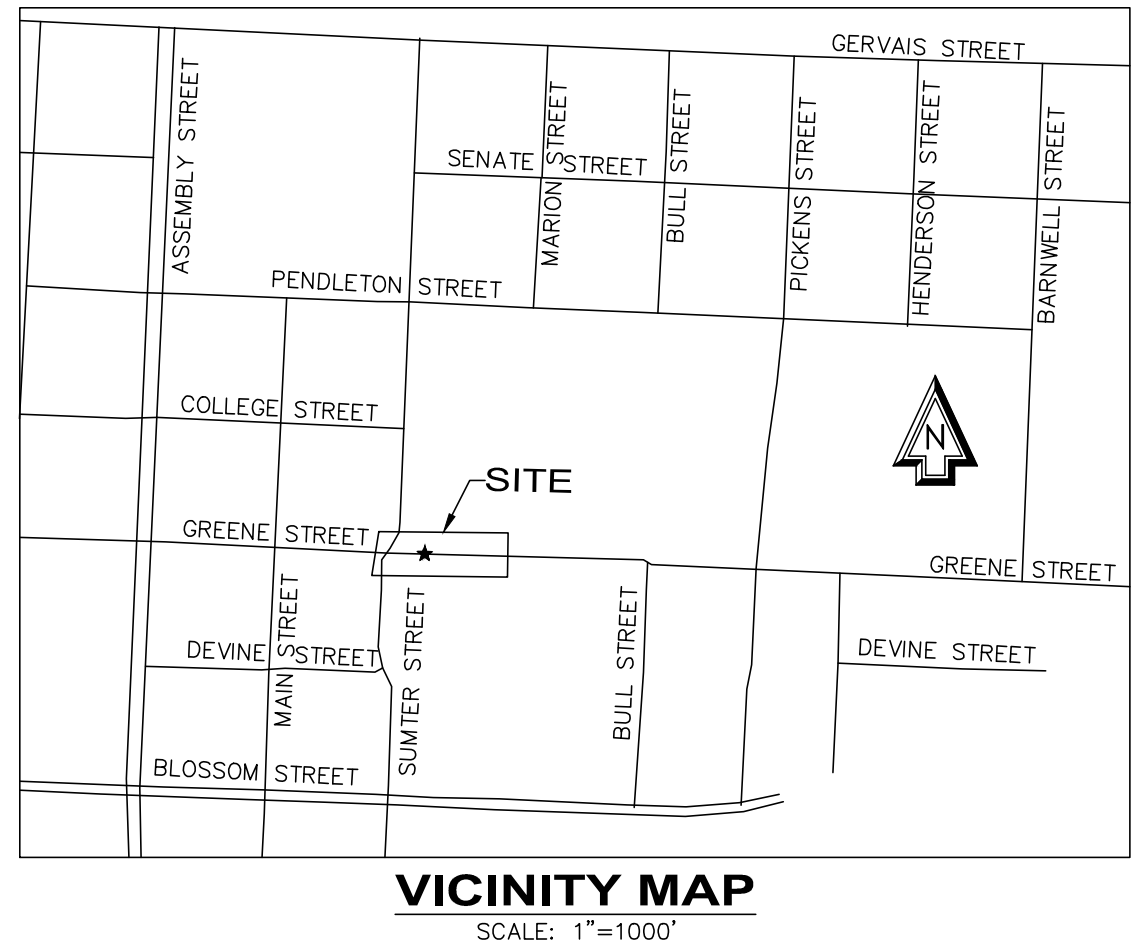 GERVAIS STREET
ASSEMBLY STREET
SENATE STREET
MARION STREET
BULL STREET
PICKENS STREET
HENDERSON STREET
BARNWELL STREET
PENDLETON STREET
COLLEGE STREET
N
SITE
GREENE STREET
GREENE STREET
MAIN STREET
DEVINE STREET
SUMTER STREET
BULL STREET
DEVINE STREET
BLOSSOM STREET
VICINITY MAP
SCALE: 1"=1000'